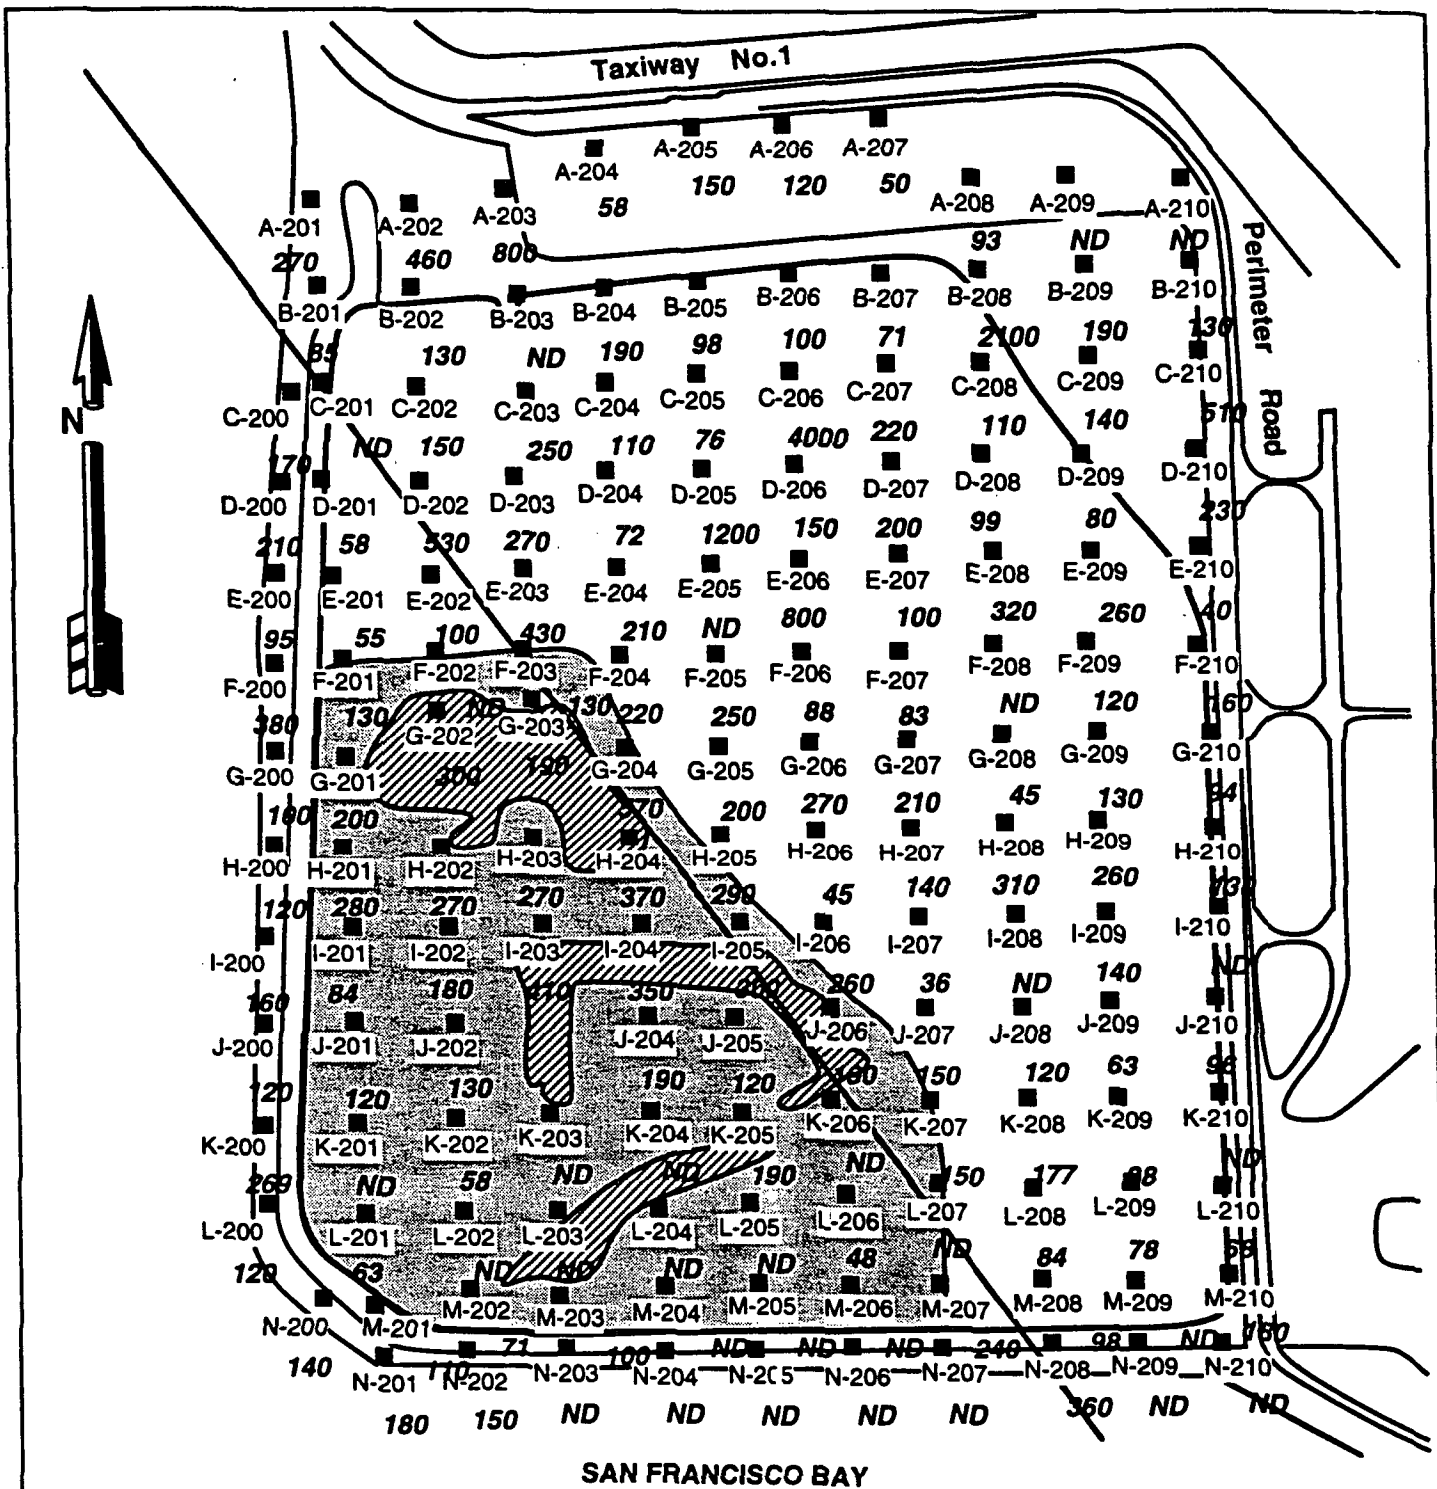 Taxiway No.1
A-204 A-205 A-206 A-207
58 150 120 50
A-201 A-202 A-203 A-208 A-209 A-210
270 460 800 93 ND ND
Perimeter Road
B-201 B-202 B-203 B-204 B-205 B-206 B-207 B-208 B-209 B-210
85 130 ND 190 98 100 71 2100 190 130
N
C-200 C-201 C-202 C-203 C-204 C-205 C-206 C-207 C-208 C-209 C-210
170 ND 150 250 110 76 4000 220 110 140 510
D-200 D-201 D-202 D-203 D-204 D-205 D-206 D-207 D-208 D-209 D-210
210 58 530 270 72 1200 150 200 99 80 230
E-200 E-201 E-202 E-203 E-204 E-205 E-206 E-207 E-208 E-209 E-210
95 55 100 430 210 ND 800 100 320 260 40
F-200 F-201 F-202 F-203 F-204 F-205 F-206 F-207 F-208 F-209 F-210
380 130 ND 130 220 250 88 83 ND 120 160
G-200 G-201 G-202 G-203 G-204 G-205 G-206 G-207 G-208 G-209 G-210
200 300 190 200 270 210 45 130 94
H-200 H-201 H-202 H-203 H-204 H-205 H-206 H-207 H-208 H-209 H-210
120 280 270 270 370 290 45 140 310 260 130
I-200 I-201 I-202 I-203 I-204 I-205 I-206 I-207 I-208 I-209 I-210
160 84 180 350 260 36 ND 140 ND
J-200 J-201 J-202 J-204 J-205 J-206 J-207 J-208 J-209 J-210
120 120 130 190 120 150 120 63 96
K-200 K-201 K-202 K-203 K-204 K-205 K-206 K-207 K-208 K-209 K-210
ND 58 ND ND 190 ND 150 177 ND
L-200 L-201 L-202 L-203 L-204 L-205 L-206 L-207 L-208 L-209 L-210
120 63 ND ND ND ND 48 ND 84 78
N-200 M-201 M-202 M-203 M-204 M-205 M-206 M-207 M-208 M-209 M-210
140 110 71 100 ND ND ND 240 98 ND
N-201 N-202 N-203 N-204 N-206 N-207 N-208 N-209 N-210
180 150 ND ND ND ND ND 360 ND ND
SAN FRANCISCO BAY